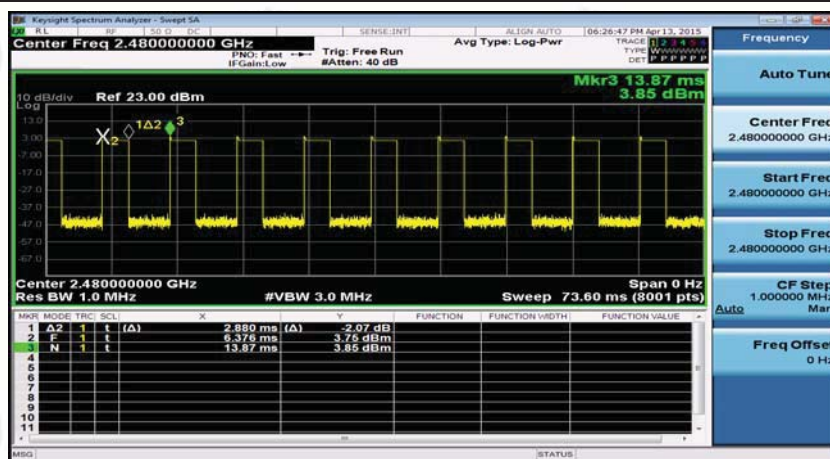 Keysight Spectrum Analyzer - Swept SA
RL RF 50 Ω DC SENSE:INT ALIGN AUTO 06:26:47 PM Apr 13, 2015
Center Freq 2.480000000 GHz
PNO: Fast
IFGain:Low
Trig: Free Run
#Atten: 40 dB
Avg Type: Log-Pwr
TRACE 1 2 3 4 5 6
TYPE WWWWWW
DET P P P P P P
Mkr3 13.87 ms
3.85 dBm
10 dB/div Ref 23.00 dBm
Log
13.0
3.00
-7.00
-17.0
-27.0
-37.0
-47.0
-57.0
-67.0
X2 1Δ2 3
Center 2.480000000 GHz Span 0 Hz
Res BW 1.0 MHz #VBW 3.0 MHz Sweep 73.60 ms (8001 pts)
MKR MODE TRC SCL X Y FUNCTION FUNCTION WIDTH FUNCTION VALUE
1 Δ2 1 t (Δ) 2.880 ms (Δ) -2.07 dB
2 F 1 t 6.376 ms 3.75 dBm
3 N 1 t 13.87 ms 3.85 dBm
4
5
6
7
8
9
10
11
MSG STATUS
Frequency
Auto Tune
Center Freq
2.480000000 GHz
Start Freq
2.480000000 GHz
Stop Freq
2.480000000 GHz
CF Step
1.000000 MHz
Auto Man
Freq Offset
0 Hz